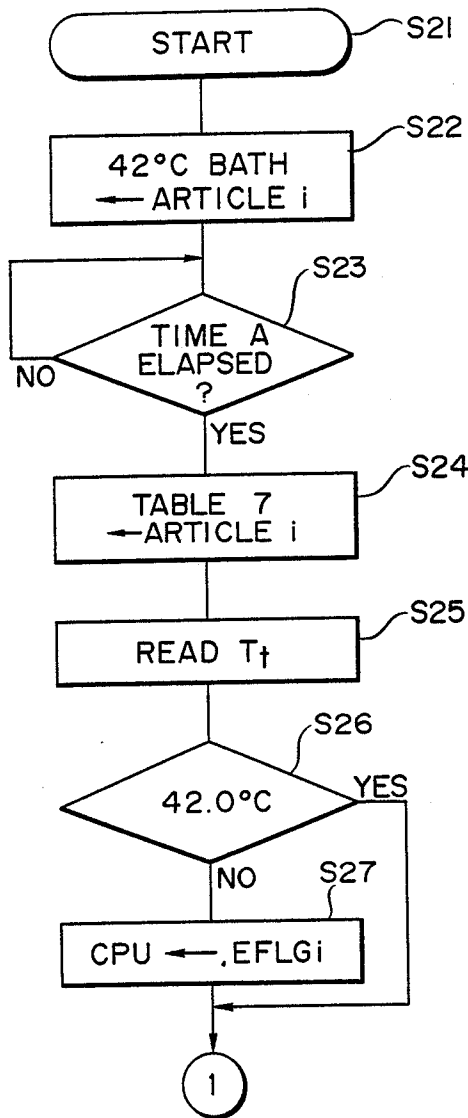 START
S21
42°C BATH
← ARTICLE i
S22
TIME A
ELAPSED
?
S23
NO
YES
TABLE 7
←ARTICLE i
S24
READ Tt
S25
42.0°C
S26
YES
NO
CPU ← .EFLGi
S27
1